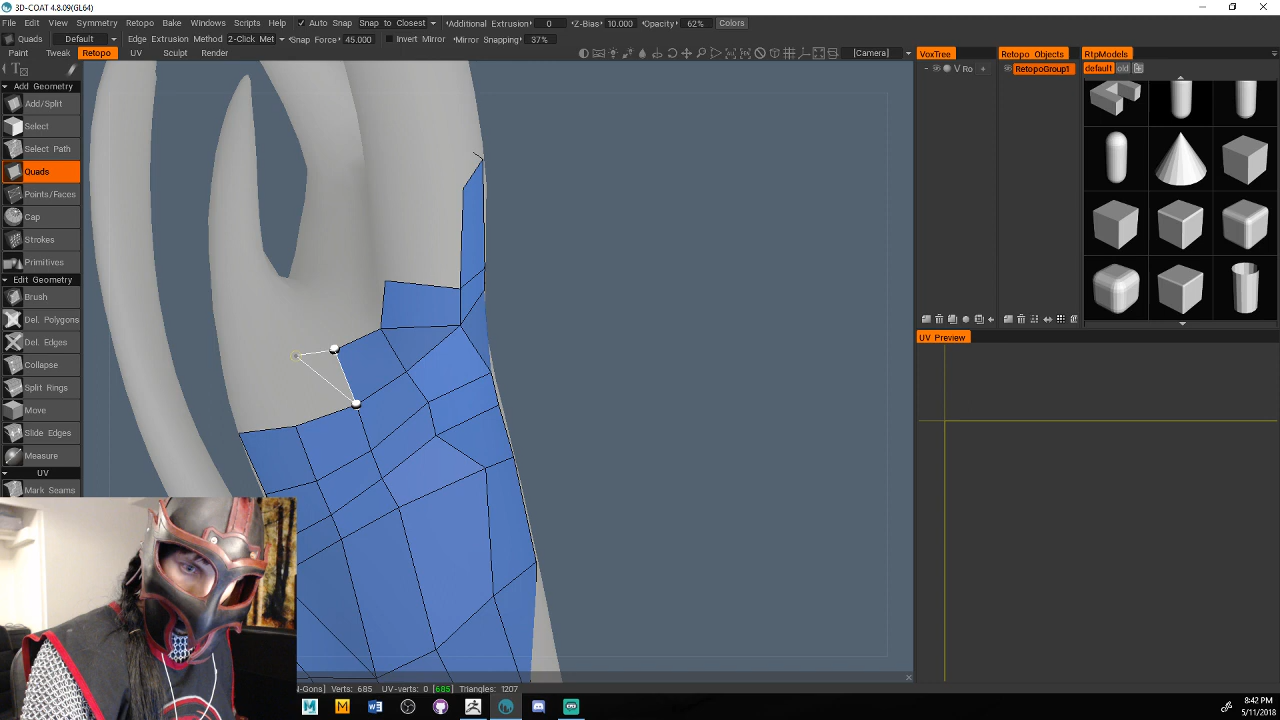 3D-COAT 4.8.09(GL64)
File Edit View Symmetry Retopo Bake Windows Scripts Help Auto Snap Snap to Closest Additional Extrusion 0 Z-Bias 10.000 Opacity 62% Colors
Quads Default Edge Extrusion Method 2-Click Met Snap Force 45.000 Invert Mirror Mirror Snapping 37%
Paint Tweak Retopo UV Sculpt Render [Camera] VoxTree Retopo Objects RtpModels
V Ro + RetopoGroup1 default old
Add Geometry
Add/Split
Select
Select Path
Quads
Points/Faces
Cap
Strokes
Primitives
Edit Geometry
Brush
Del. Polygons
Del. Edges
Collapse
Split Rings
Move
Slide Edges
Measure
UV
Mark Seams
UV Preview
N-Gons] Verts: 685 UV-verts: 0 [685] Triangles: 1207
8:42 PM
5/11/2018